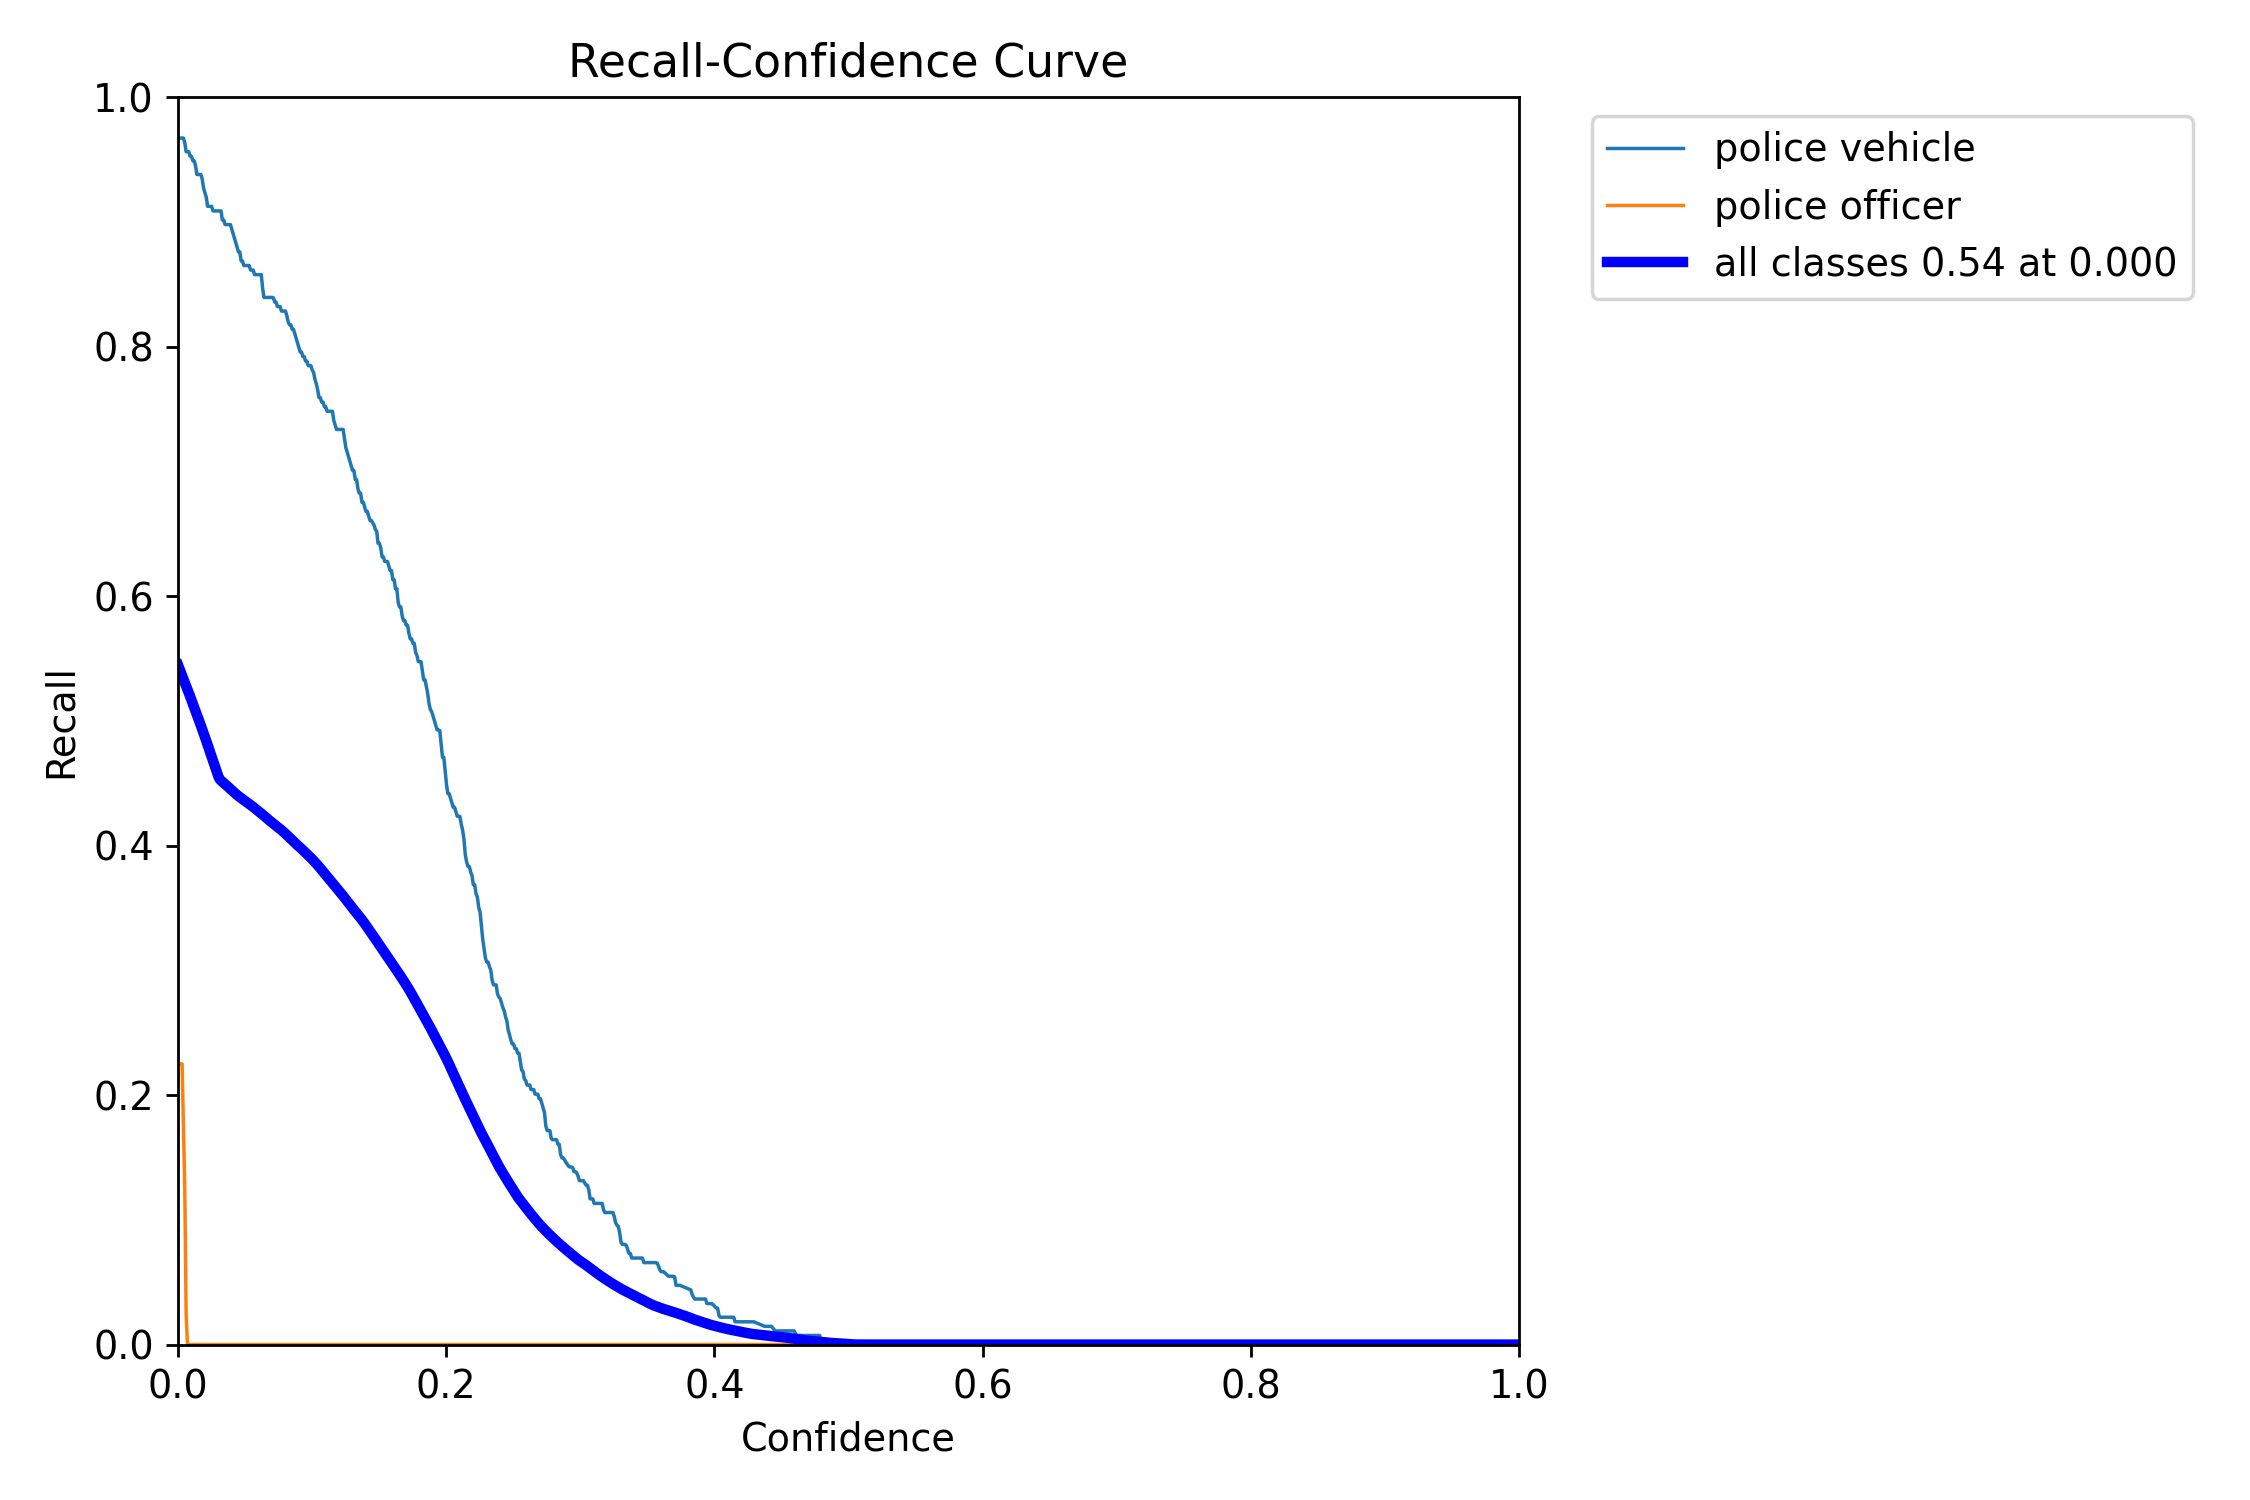 Recall-Confidence Curve
1.0
0.8
0.6
0.4
0.2
0.0
Recall
0.0 0.2 0.4 0.6 0.8 1.0
Confidence
police vehicle
police officer
all classes 0.54 at 0.000